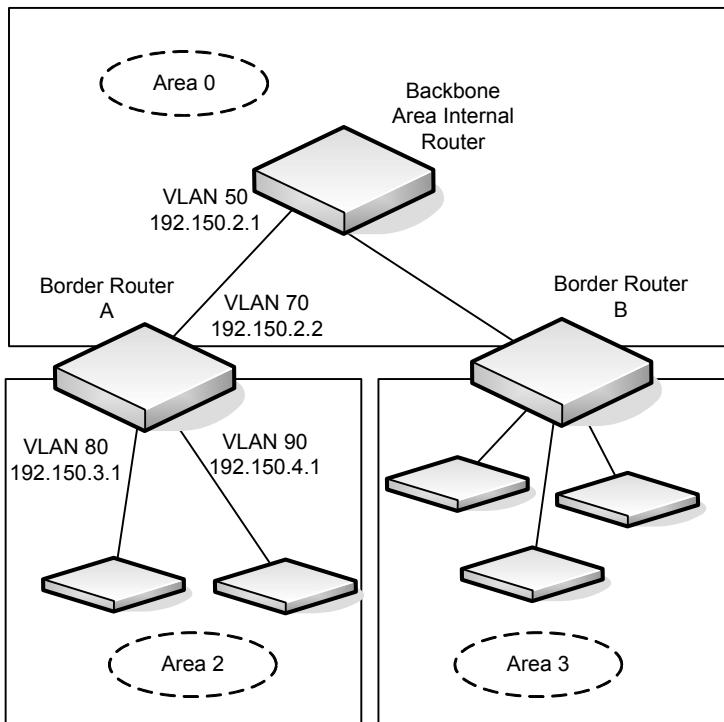 Area 0
Backbone
Area Internal
Router
VLAN 50
192.150.2.1
Border Router
A
VLAN 70
192.150.2.2
Border Router
B
VLAN 80
192.150.3.1
VLAN 90
192.150.4.1
Area 2
Area 3